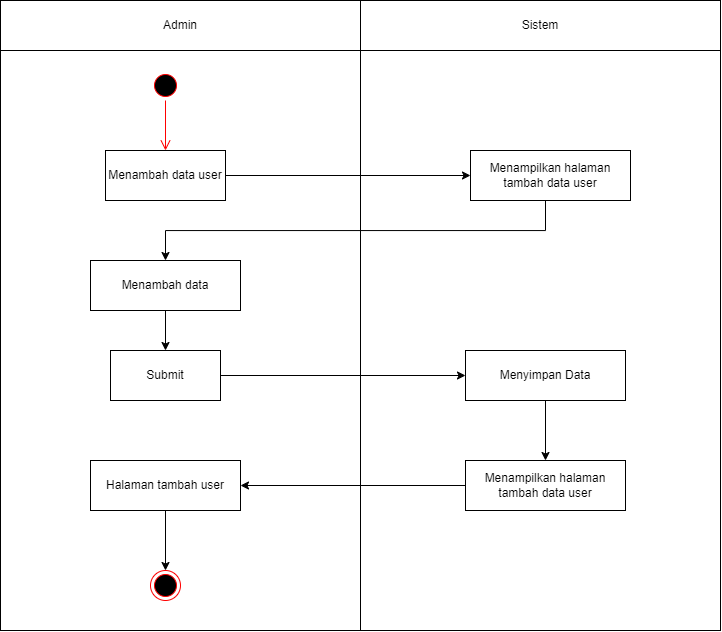 Admin
Sistem
Menambah data user
Menampilkan halaman
tambah data user
Menambah data
Submit
Menyimpan Data
Halaman tambah user
Menampilkan halaman
tambah data user